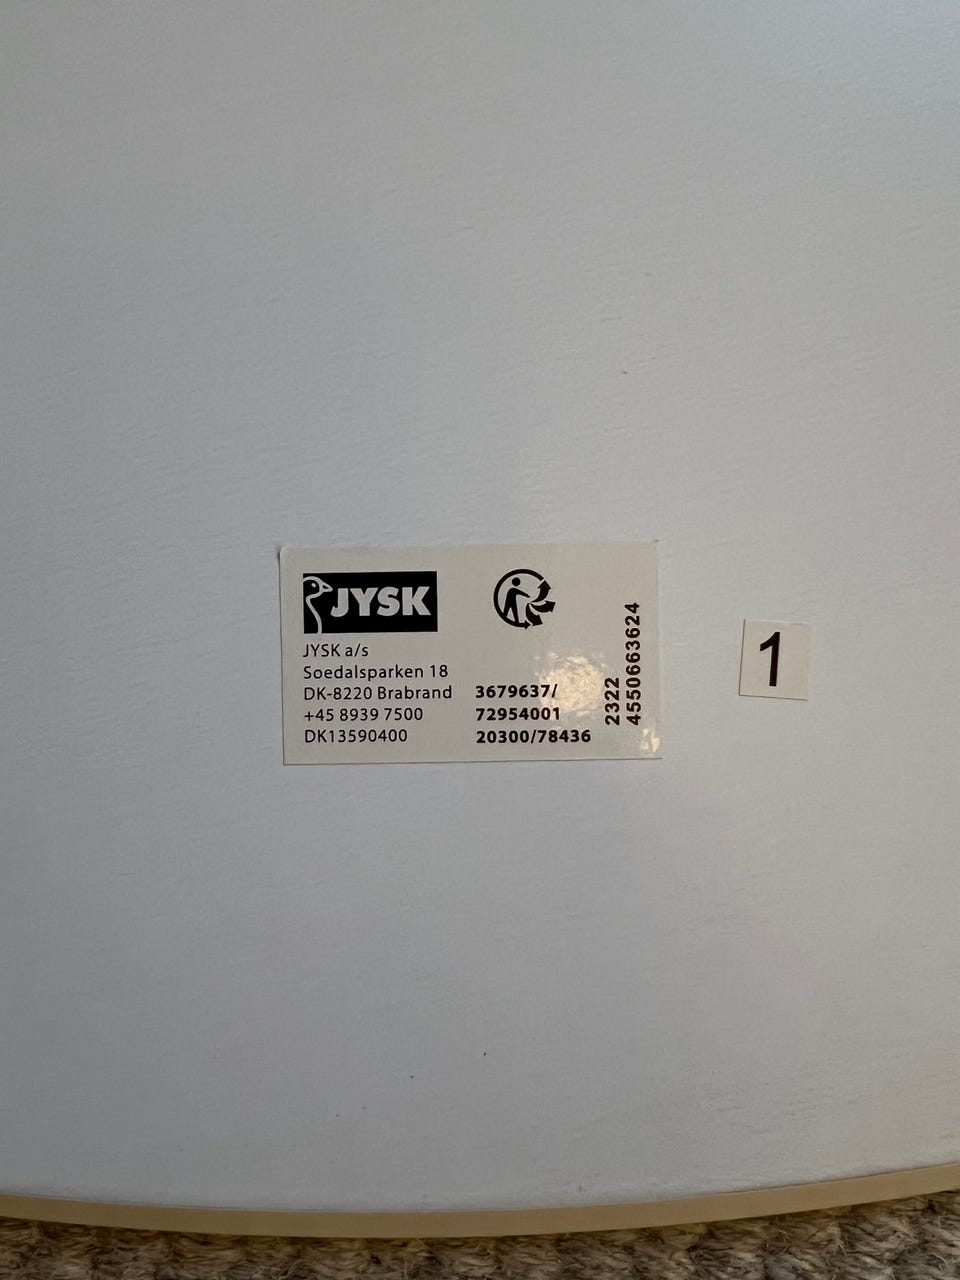 JYSK
JYSK a/s
Soedalsparken 18
DK-8220 Brabrand
+45 8939 7500
DK13590400
3679637/
72954001
20300/78436
2322
4550663624
1